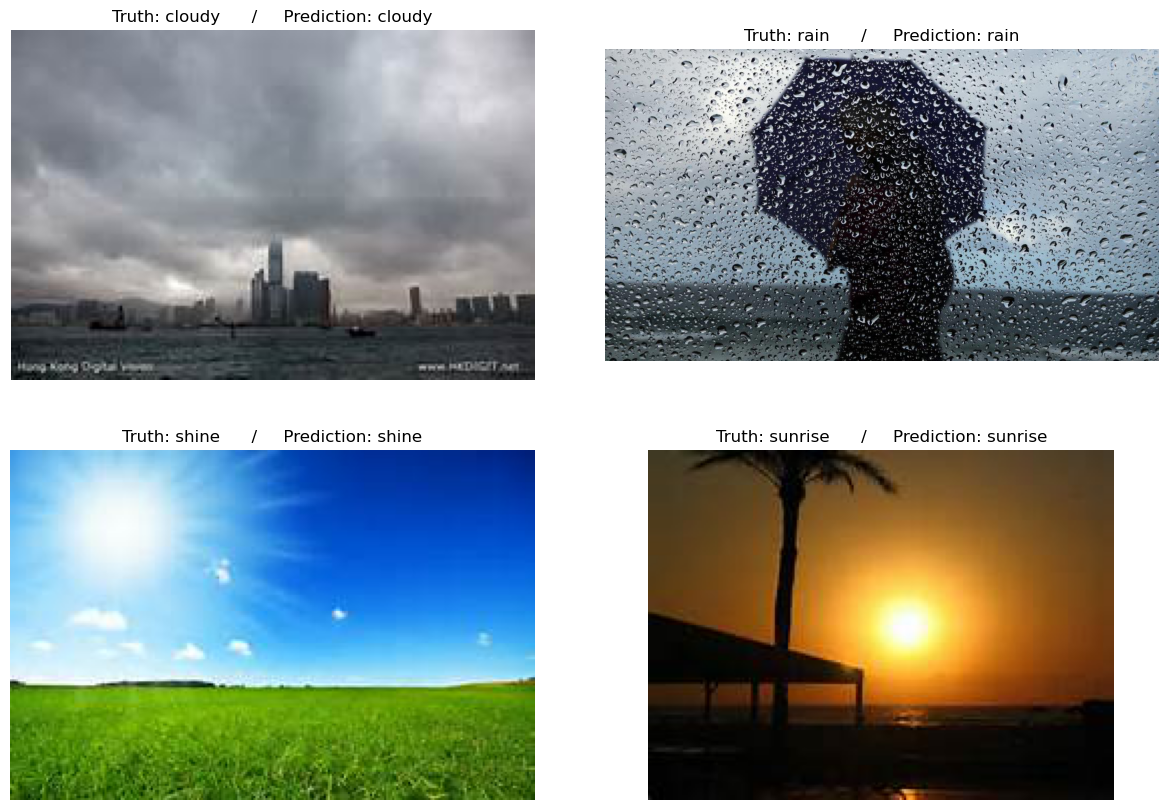 Truth: cloudy / Prediction: cloudy
Truth: rain / Prediction: rain
Hong Kong Digital Vision
www.HKDIGIT.net
Truth: shine / Prediction: shine
Truth: sunrise / Prediction: sunrise